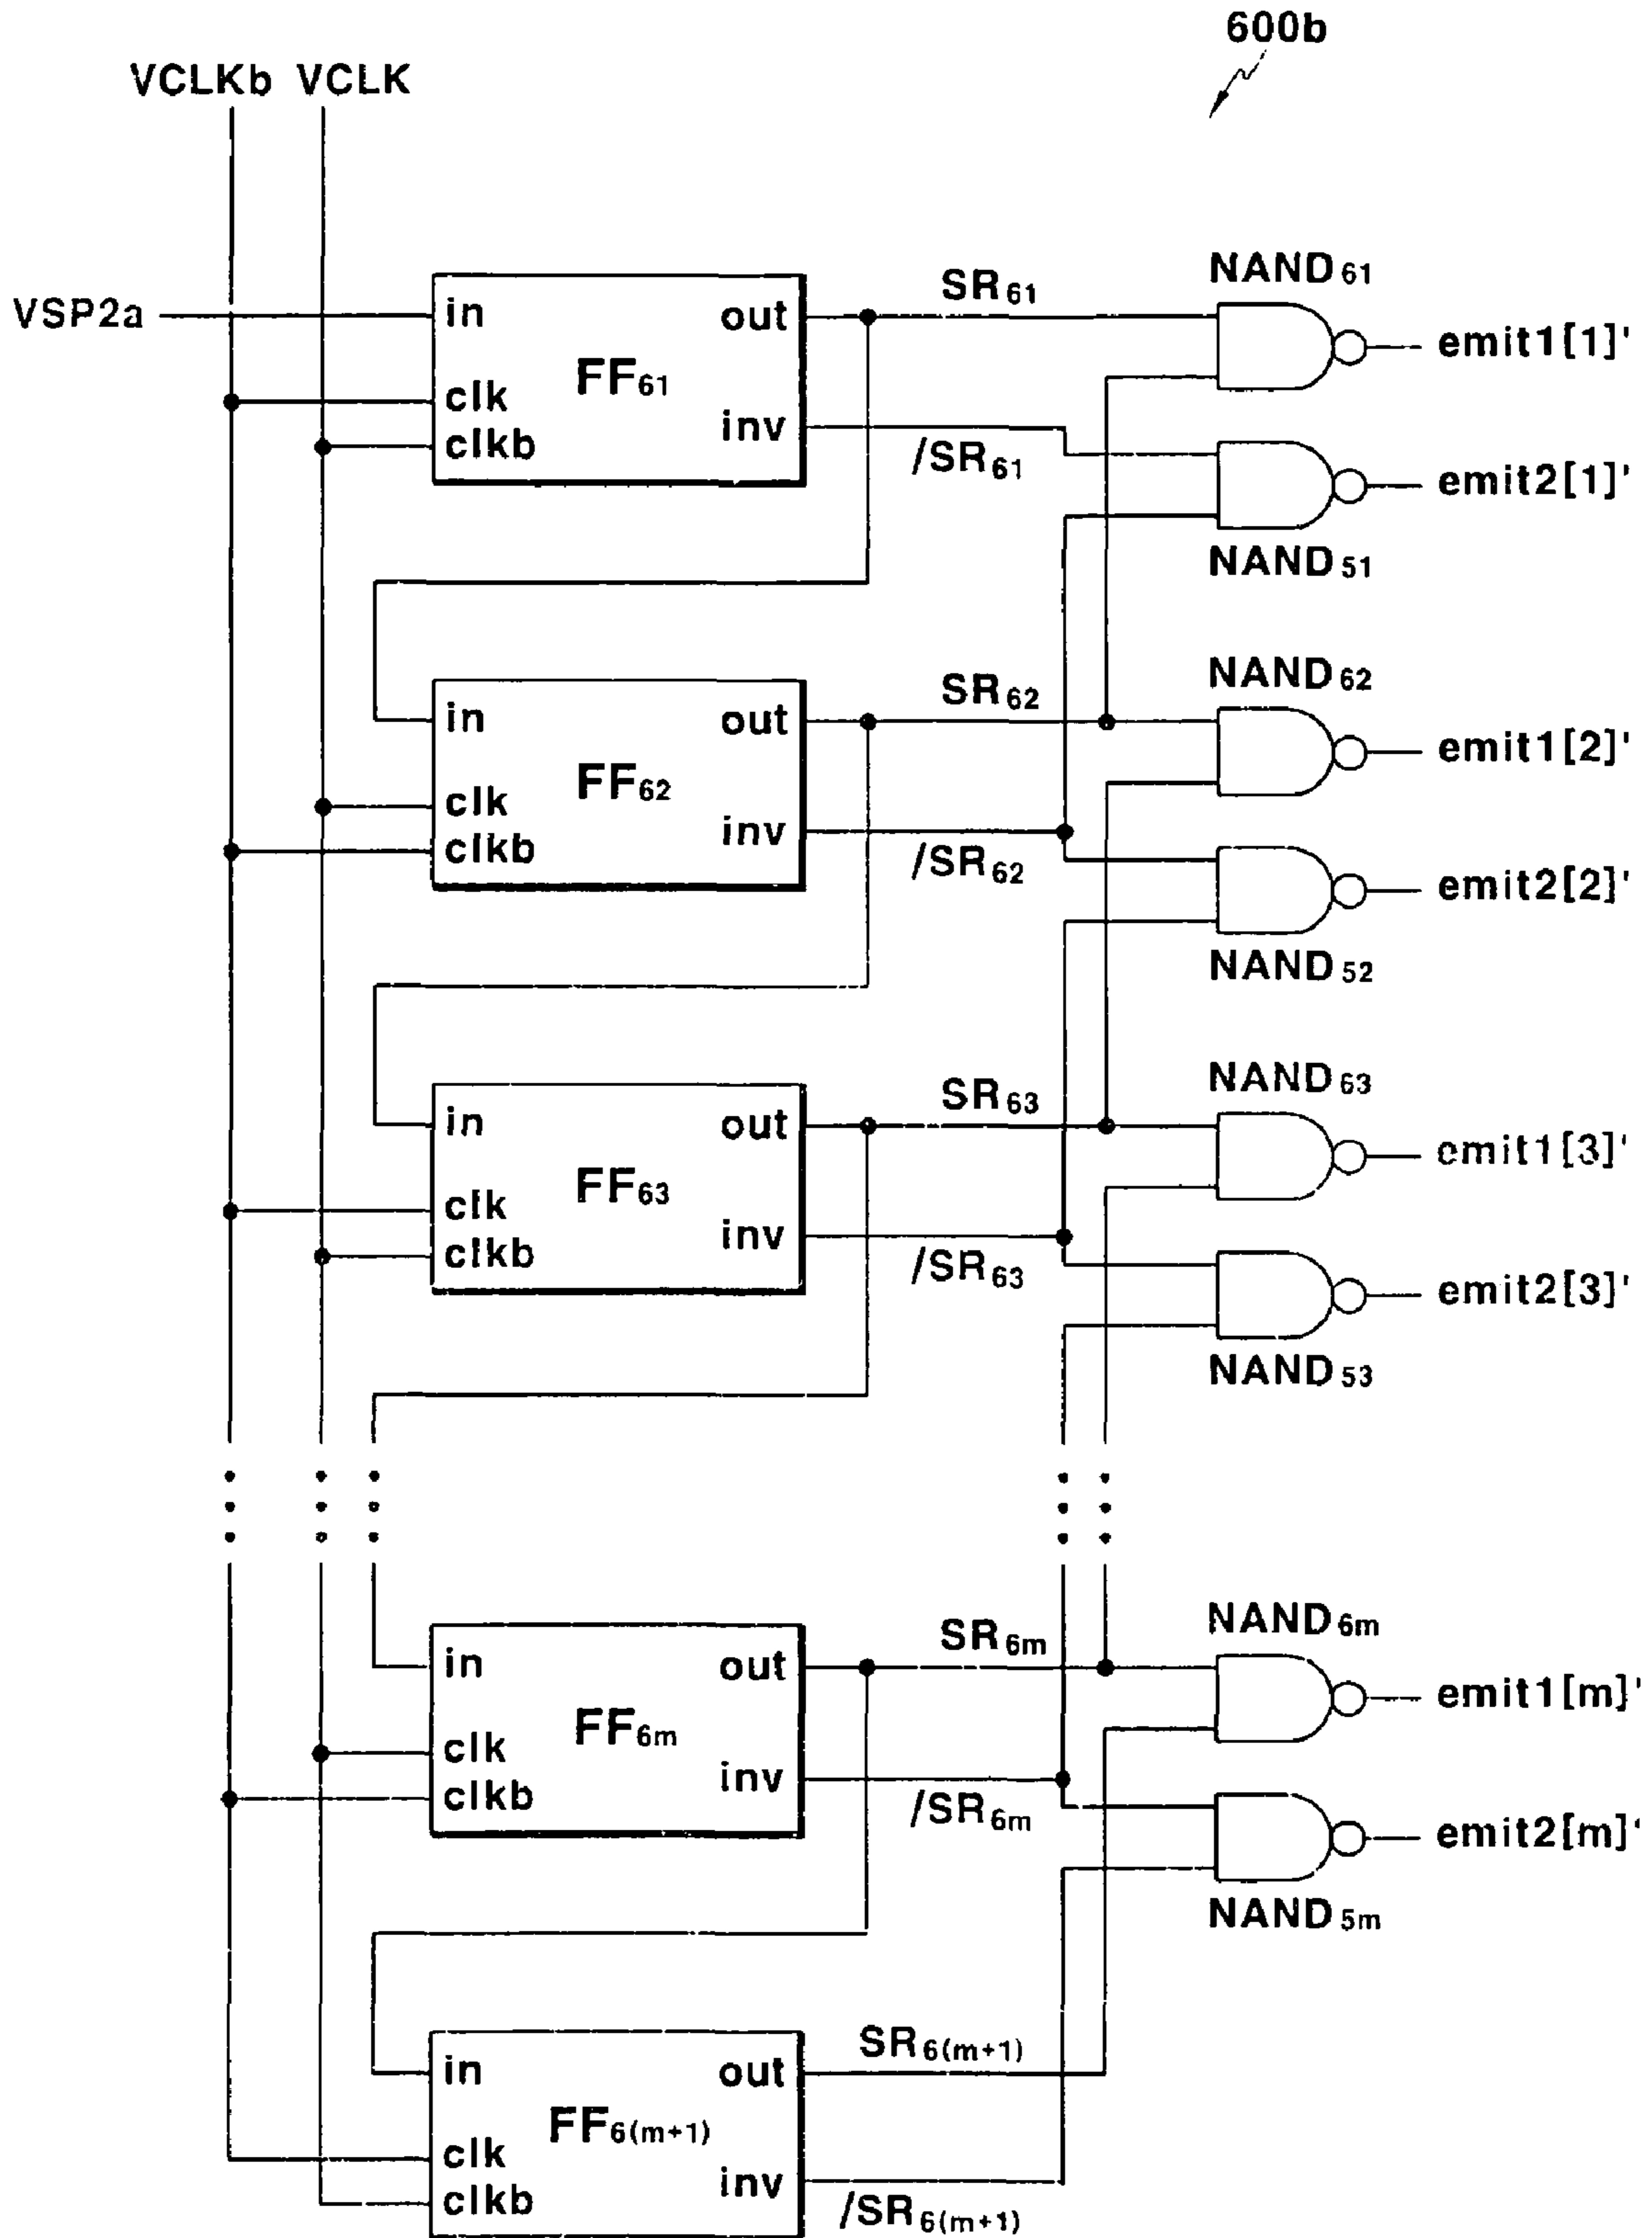 600b
VCLKb VCLK
VSP2a
in
out
clk
clkb
inv
FF61
SR61
/SR61
NAND61
emit1[1]'
emit2[1]'
NAND51
in
out
clk
clkb
inv
FF62
SR62
/SR62
NAND62
emit1[2]'
emit2[2]'
NAND52
in
out
clk
clkb
inv
FF63
SR63
/SR63
NAND63
emit1[3]'
emit2[3]'
NAND53
in
out
clk
clkb
inv
FF6m
SR6m
/SR6m
NAND6m
emit1[m]'
emit2[m]'
NAND5m
in
out
clk
clkb
inv
FF6(m+1)
SR6(m+1)
/SR6(m+1)